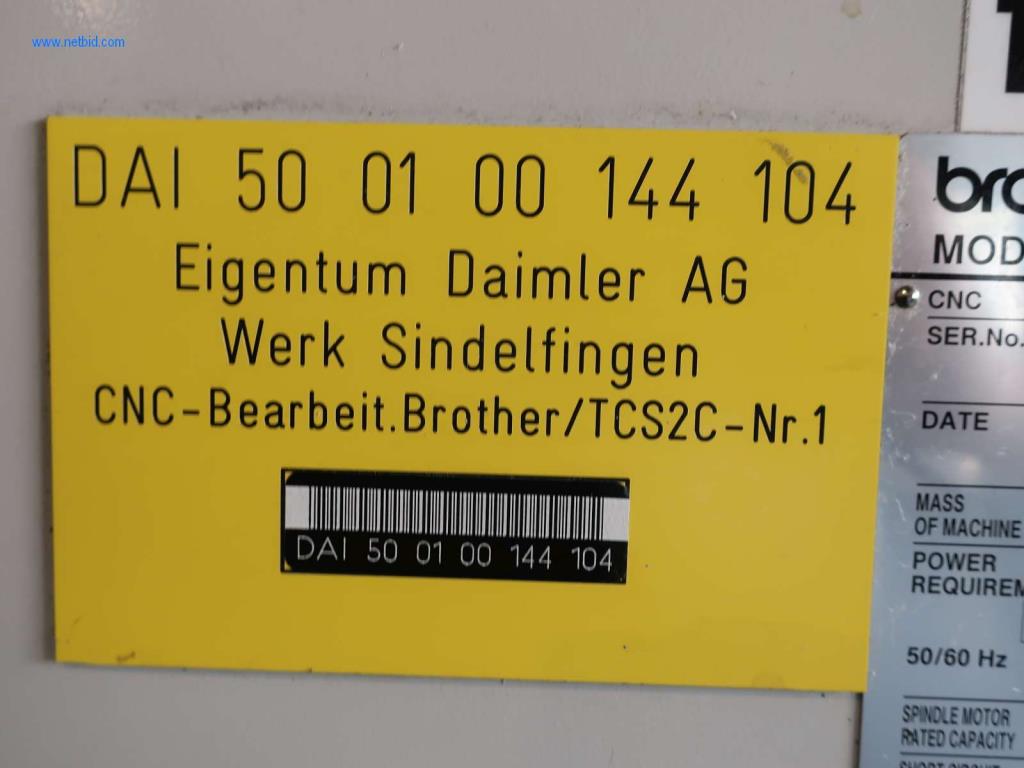 www.netbid.com
DAI 50 01 00 144 104
Eigentum Daimler AG
Werk Sindelfingen
CNC-Bearbeit.Brother/TCS2C-Nr.1
DAI 50 01 00 144 104
CNC
SER.No.
DATE
MASS
OF MACHINE
POWER
50/60 Hz
SPINDLE MOTOR
RATED CAPACITY